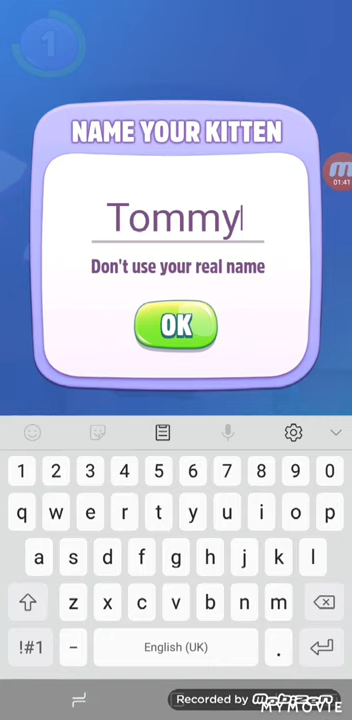 1
NAME YOUR KITTEN
01:41
Tommy
Don't use your real name
OK
1 2 3 4 5 6 7 8 9 0
q w e r t y u i o p
a s d f g h j k l
z x c v b n m
!#1 - English (UK) .
Recorded by mobizen
MYMOVIE